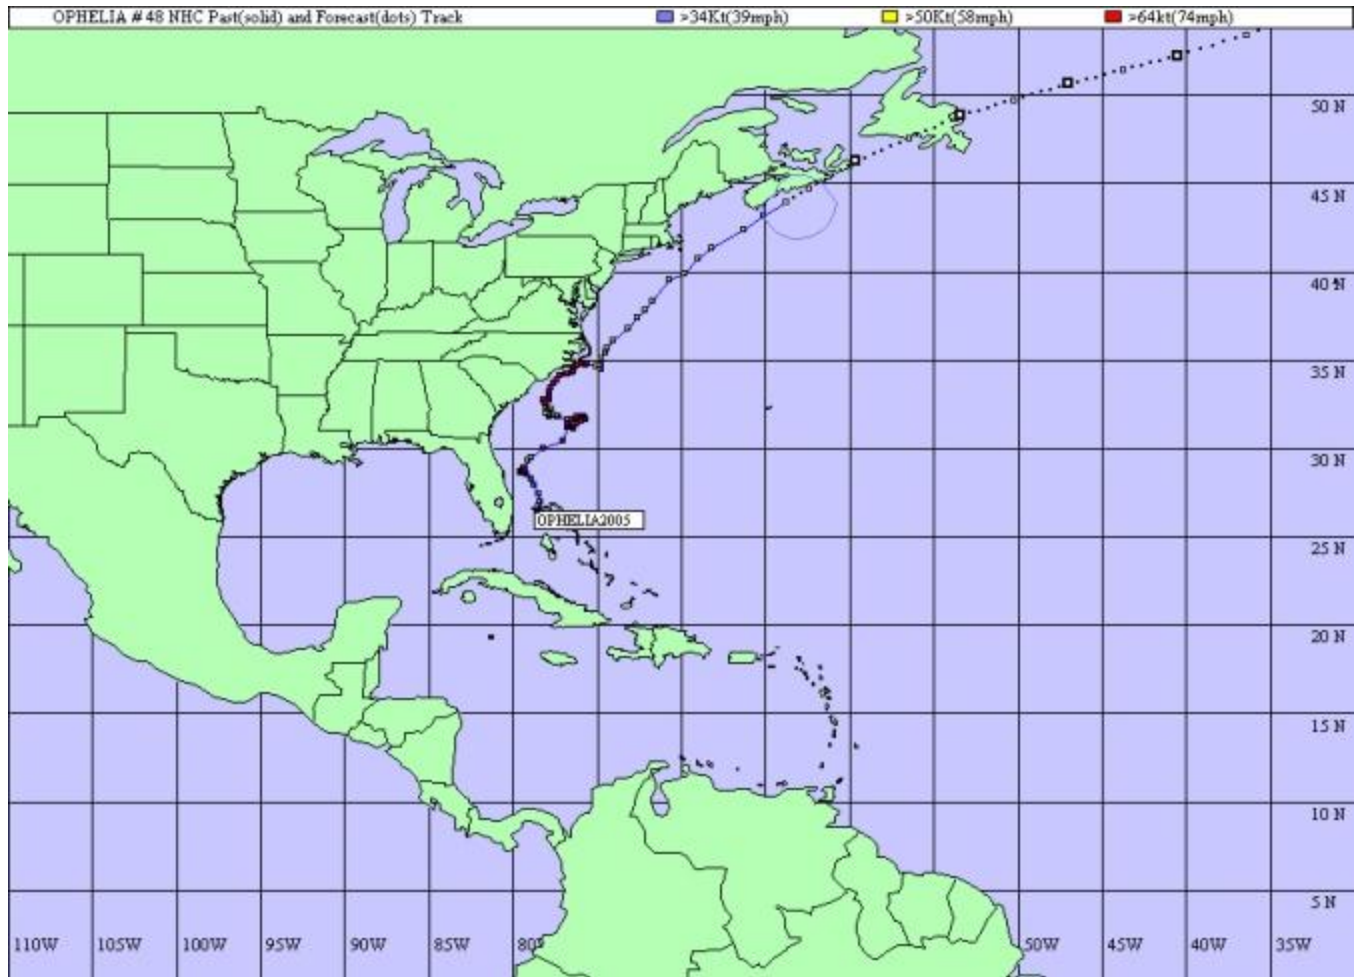 OPHELIA # 48 NHC Past(solid) and Forecast(dots) Track >34Kt(39mph) >50Kt(58mph) >64kt(74mph)
50 N
45 N
40 N
35 N
30 N
OPHELIA2005
25 N
20 N
15 N
10 N
5 N
110W 105W 100W 95W 90W 85W 80W 50W 45W 40W 35W